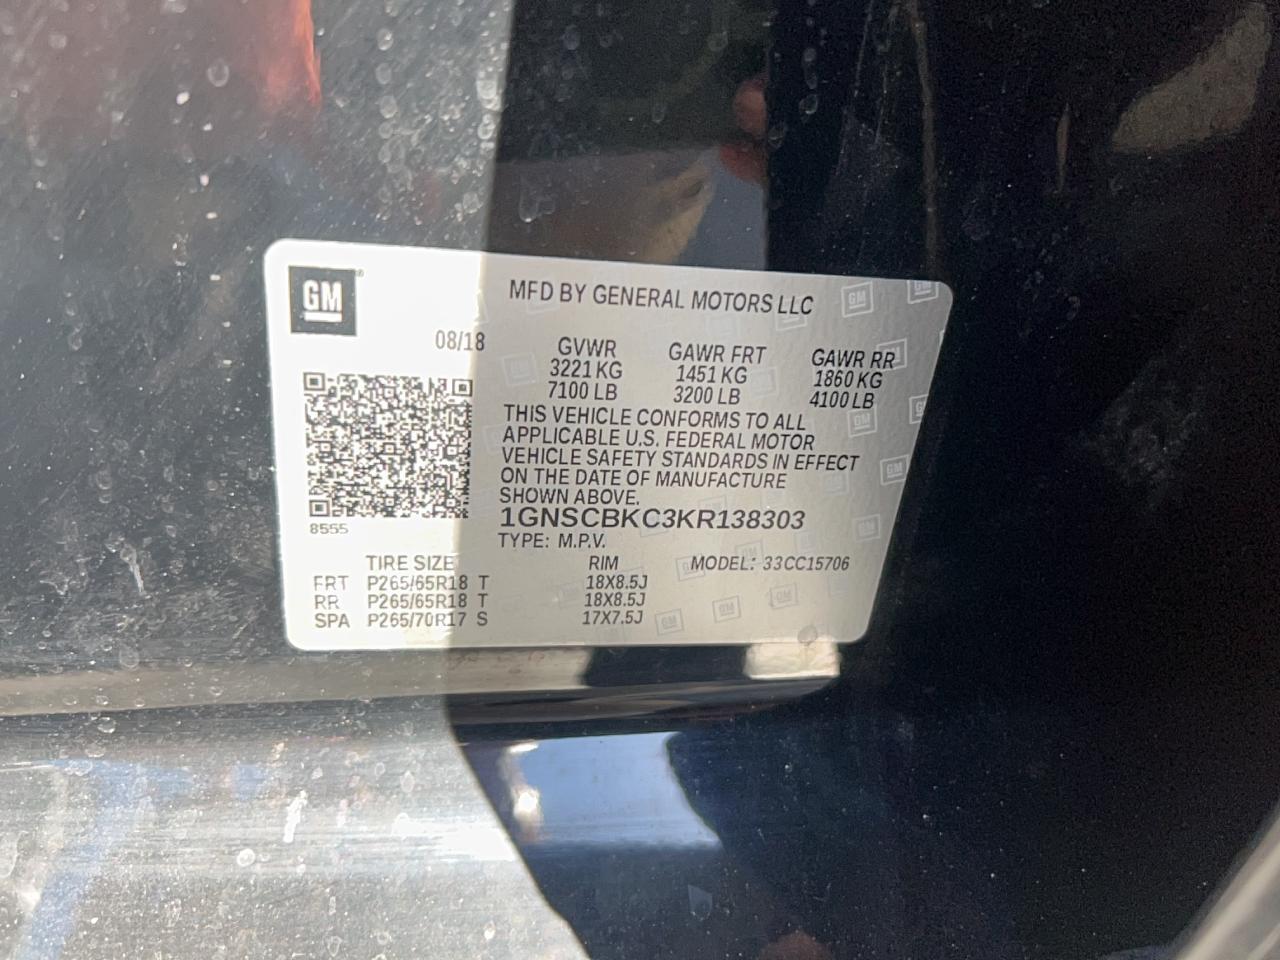 GM
MFD BY GENERAL MOTORS LLC
08/18
GVWR GAWR FRT GAWR RR
3221 KG 1451 KG 1860 KG
7100 LB 3200 LB 4100 LB
THIS VEHICLE CONFORMS TO ALL
APPLICABLE U.S. FEDERAL MOTOR
VEHICLE SAFETY STANDARDS IN EFFECT
ON THE DATE OF MANUFACTURE
SHOWN ABOVE.
8555
1GNSCBKC3KR138303
TYPE: M.P.V.
TIRE SIZE RIM MODEL: 33CC15706
FRT P265/65R18 T 18X8.5J
RR P265/65R18 T 18X8.5J
SPA P265/70R17 S 17X7.5J